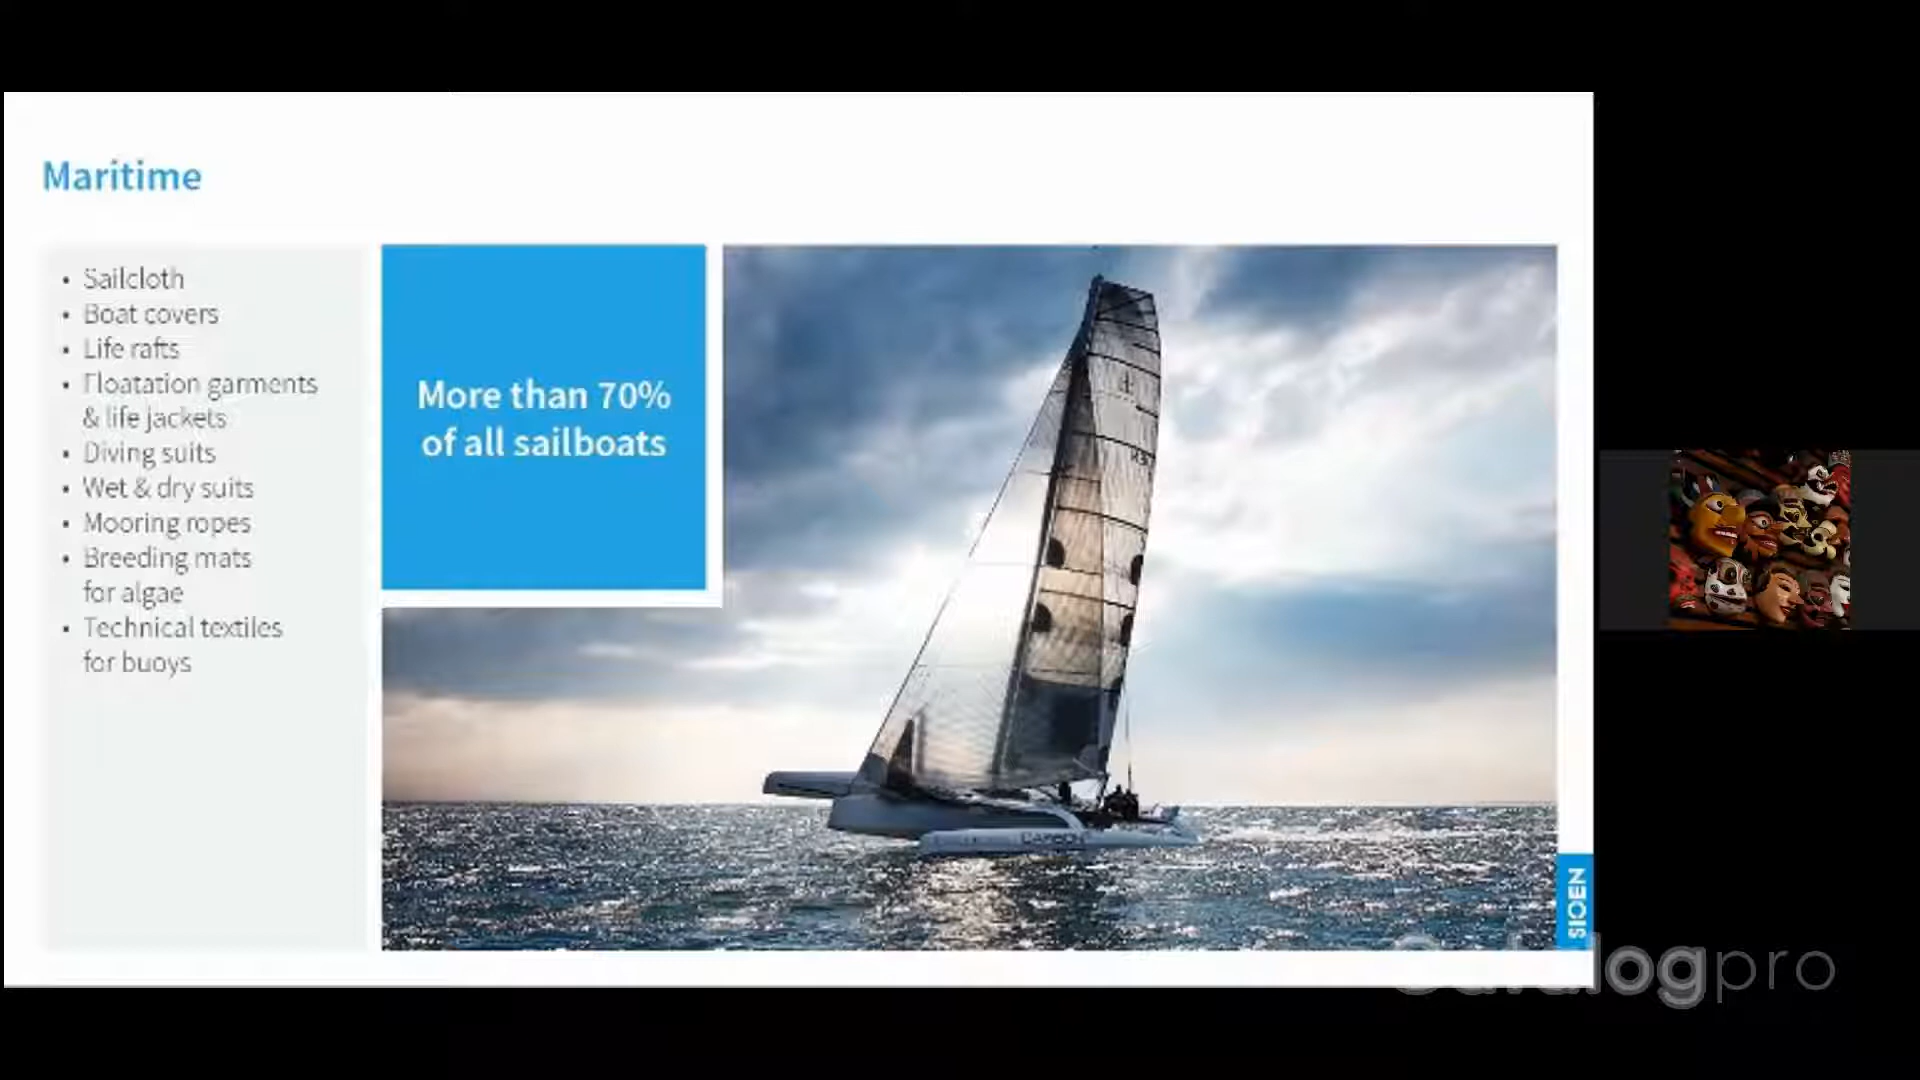 Maritime
• Sailcloth
• Boat covers
• Life rafts
• Floatation garments
& life jackets
• Diving suits
• Wet & dry suits
• Mooring ropes
• Breeding mats
for algae
• Technical textiles
for buoys
More than 70%
of all sailboats
SIOEN
Catalogpro